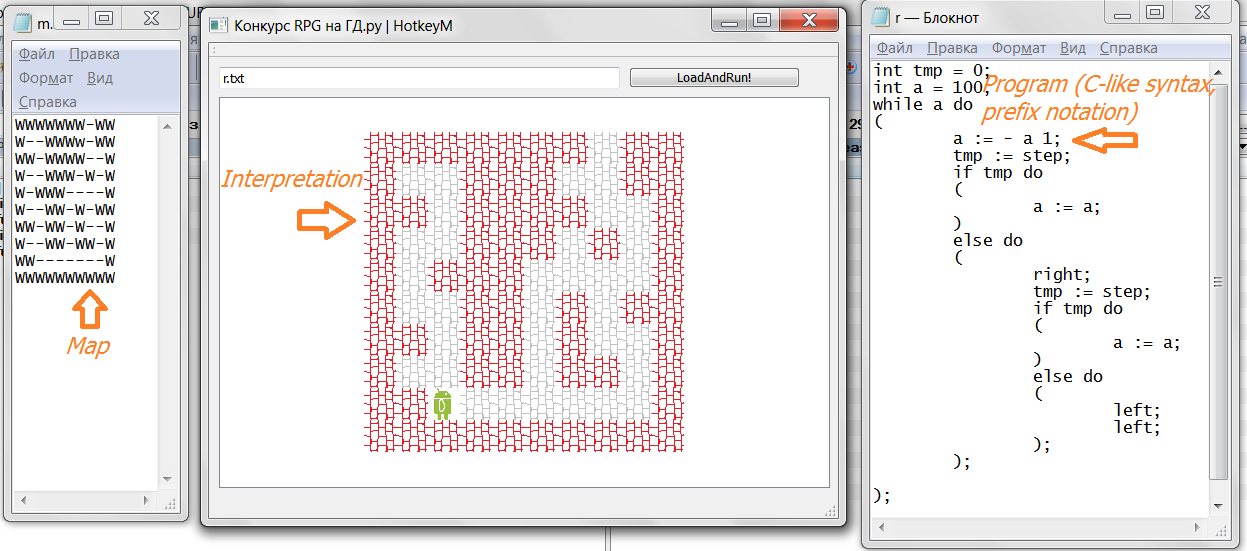 m.
Файл Правка
Формат Вид
Справка
WWWWWWW-WW
W--WWWw-WW
WW-WWWW--W
W--WWW-W-W
W-WWW----W
W--WW-W-WW
WW-WW-W--W
W--WW-WW-W
WW-------W
WWWWWWWWWW
Map
Конкурс RPG на ГД.ру | HotkeyM
r.txt LoadAndRun!
Interpretation
r — Блокнот
Файл Правка Формат Вид Справка
int tmp = 0;
int a = 100;
while a do
(
a := - a 1;
tmp := step;
if tmp do
(
a := a;
)
else do
(
right;
tmp := step;
if tmp do
(
a := a;
)
else do
(
left;
left;
);
);
);
Program (C-like syntax,
prefix notation)